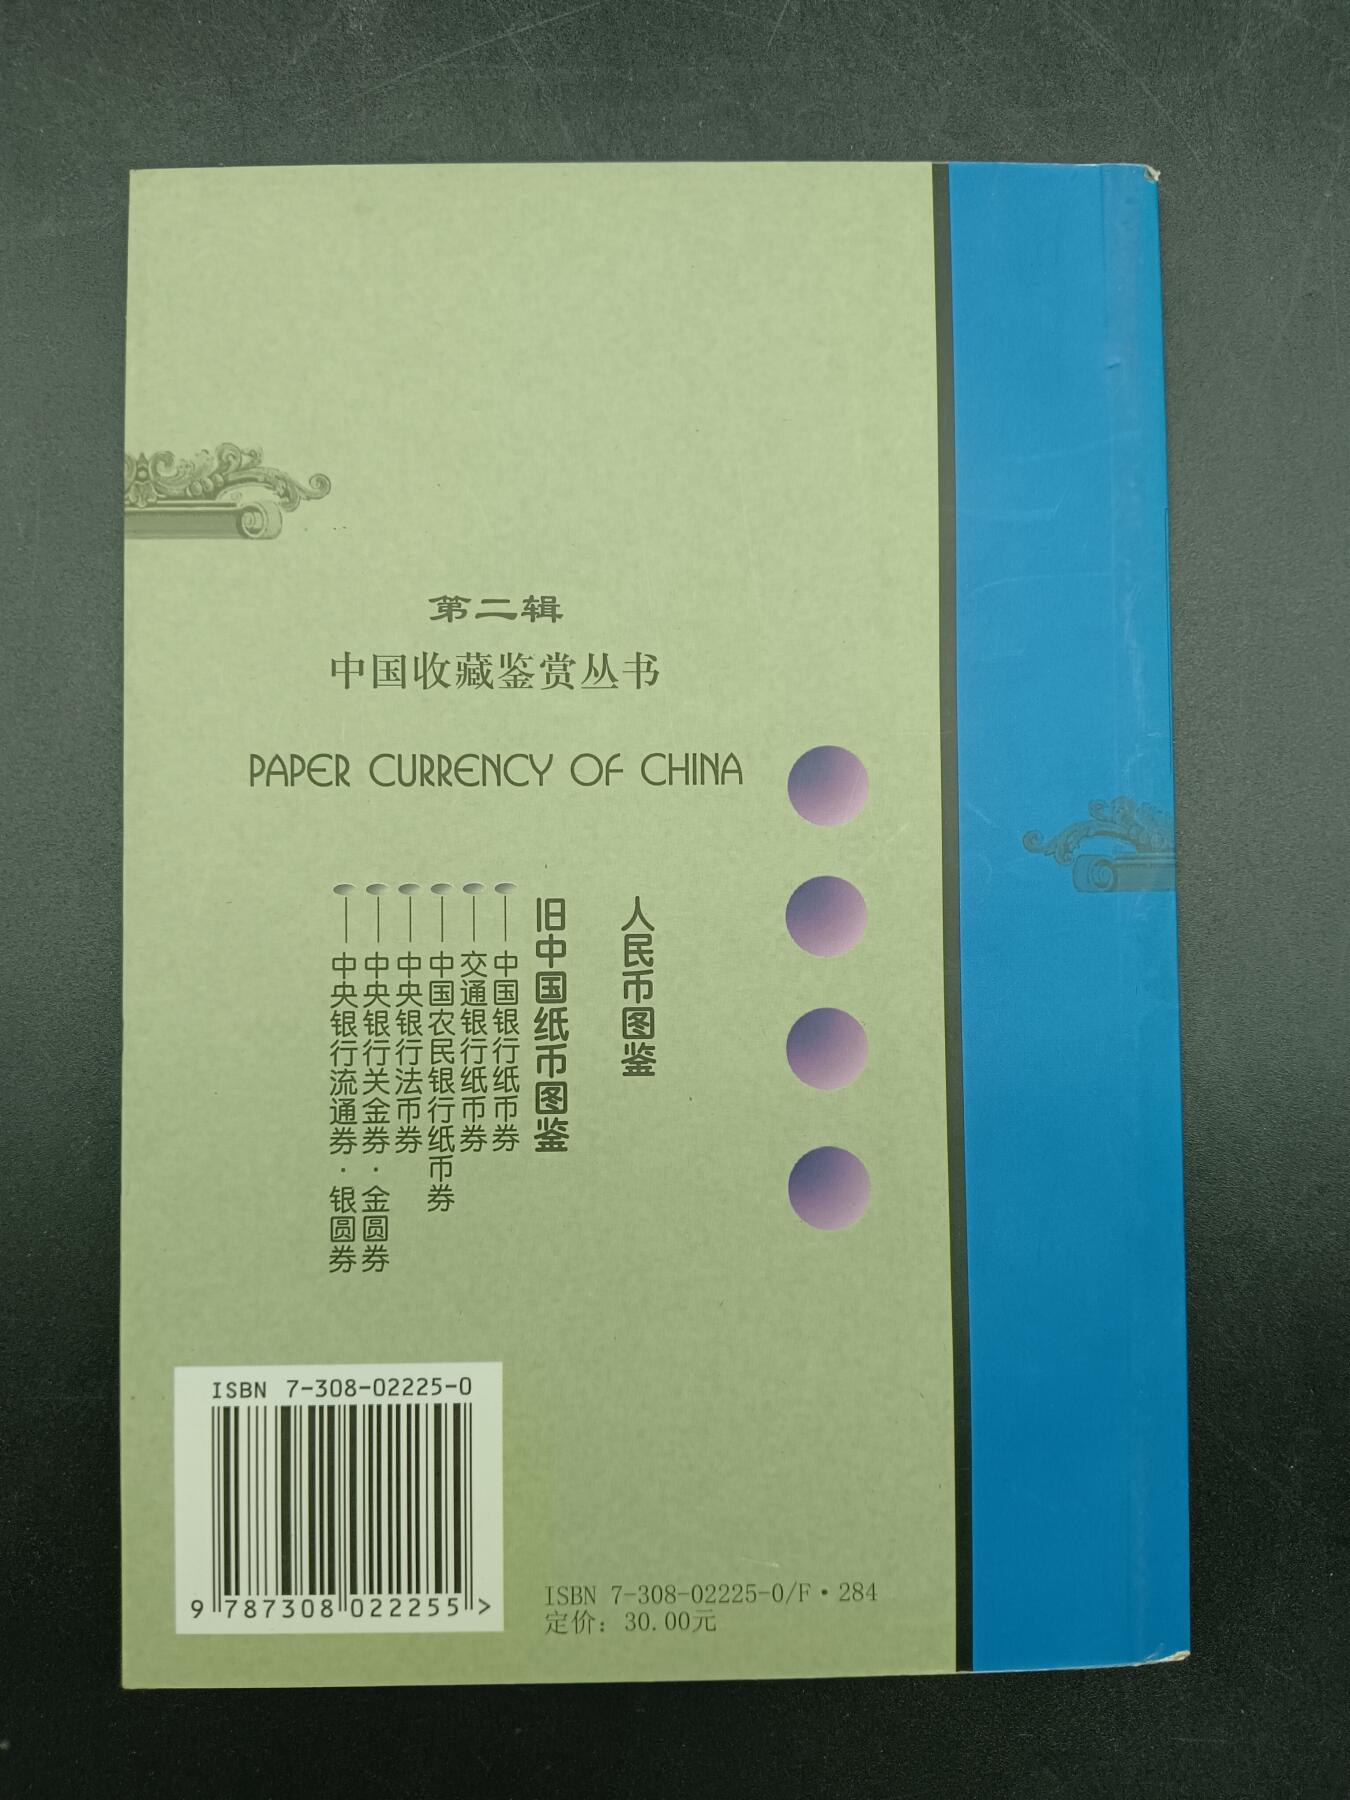 第二辑
中国收藏鉴赏丛书
PAPER CURRENCY OF CHINA
人民币图鉴
旧中国纸币图鉴
中国银行纸币券
交通银行纸币券
中国农民银行纸币券
中央银行法币券
中央银行关金券·金圆券
中央银行流通券·银圆券
ISBN 7-308-02225-0
9 787308 022255 >
ISBN 7-308-02225-0/F·284
定价：30.00元